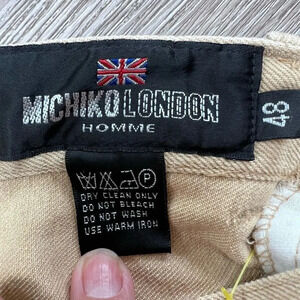 MICHIKO LONDON
HOMME
48
P
DRY CLEAN ONLY
DO NOT BLEACH
DO NOT WASH
USE WARM IRON